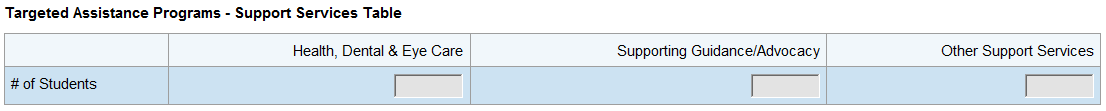 Targeted Assistance Programs - Support Services Table
Health, Dental & Eye Care Supporting Guidance/Advocacy Other Support Services
# of Students